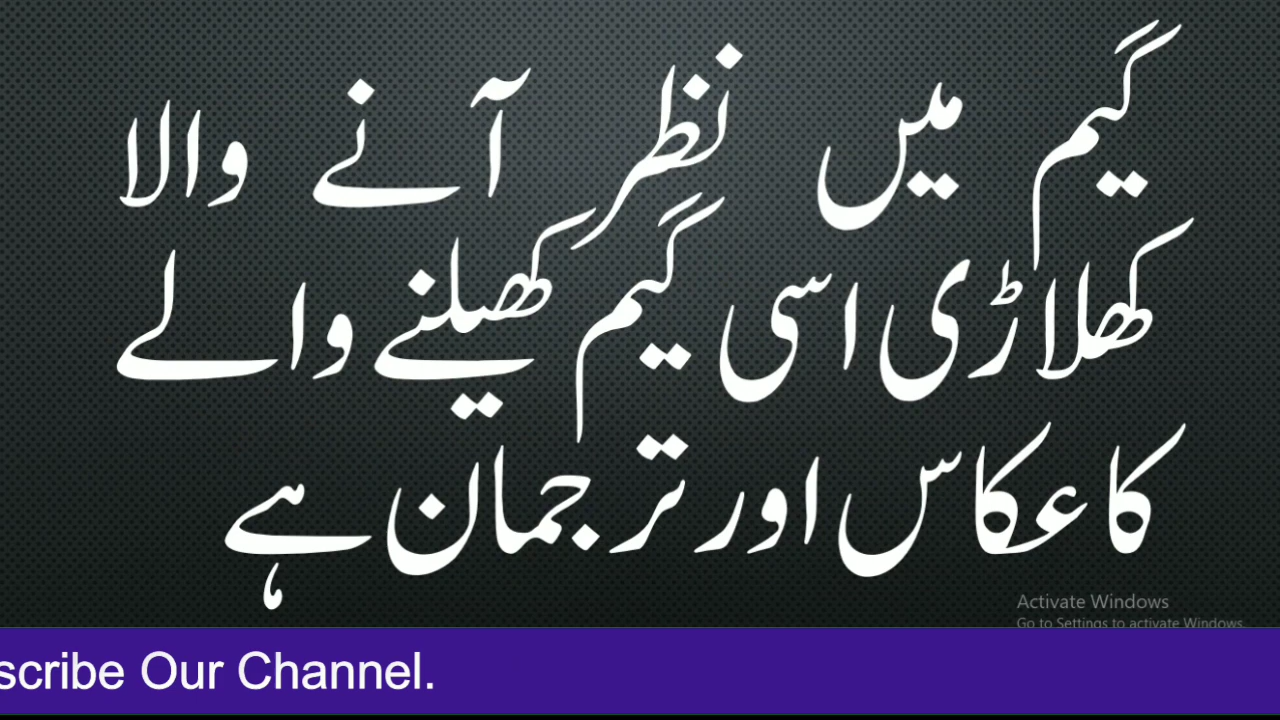 گیم میں نظر آنے والا
کھلاڑی اسی گیم کھیلنے والے
کا عکاس اور ترجمان ہے
Activate Windows
Go to Settings to activate Windows.
scribe Our Channel.